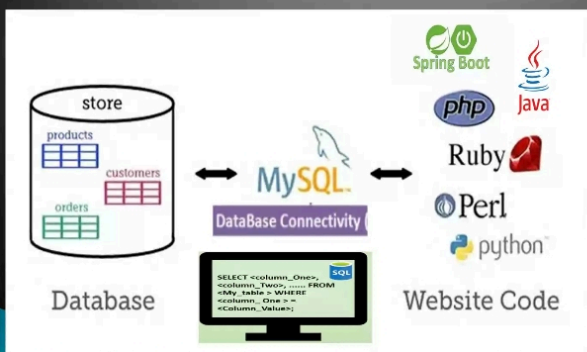 store
products
customers
orders
Database
MySQL
DataBase Connectivity (
SQL
SELECT <column_One>,
<column_Two>, ...... FROM
<My_table > WHERE
<column_ One > =
<Column_Value>;
Spring Boot
Java
php
Ruby
Perl
python
Website Code